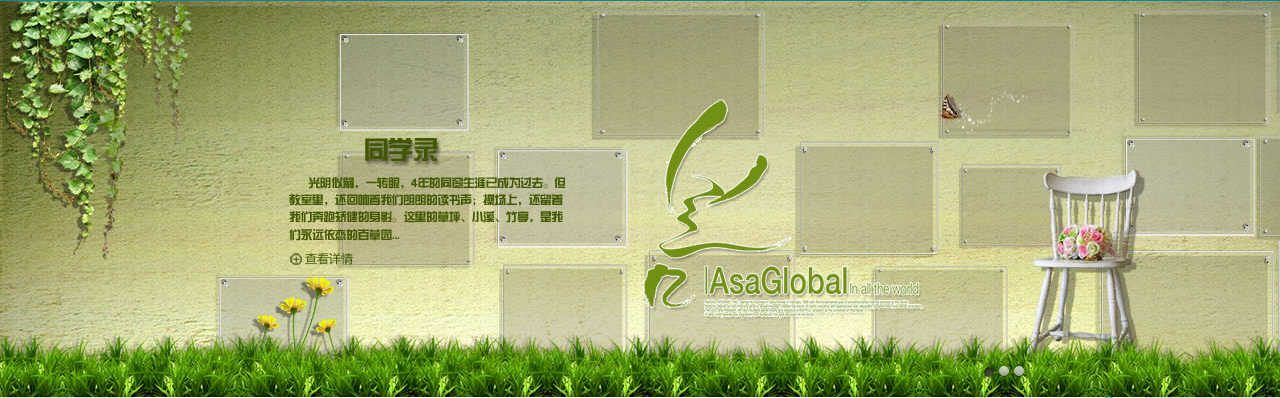 同学录
光阴似箭，一转眼，4年的同窗生涯已成为过去。但
教室里，还回响着我们朗朗的读书声；操场上，还留着
我们奔跑矫健的身影。这里的草坪、小溪、竹亭，是我
们永远依恋的百草园...
查看详情
AsaGlobal In all the world